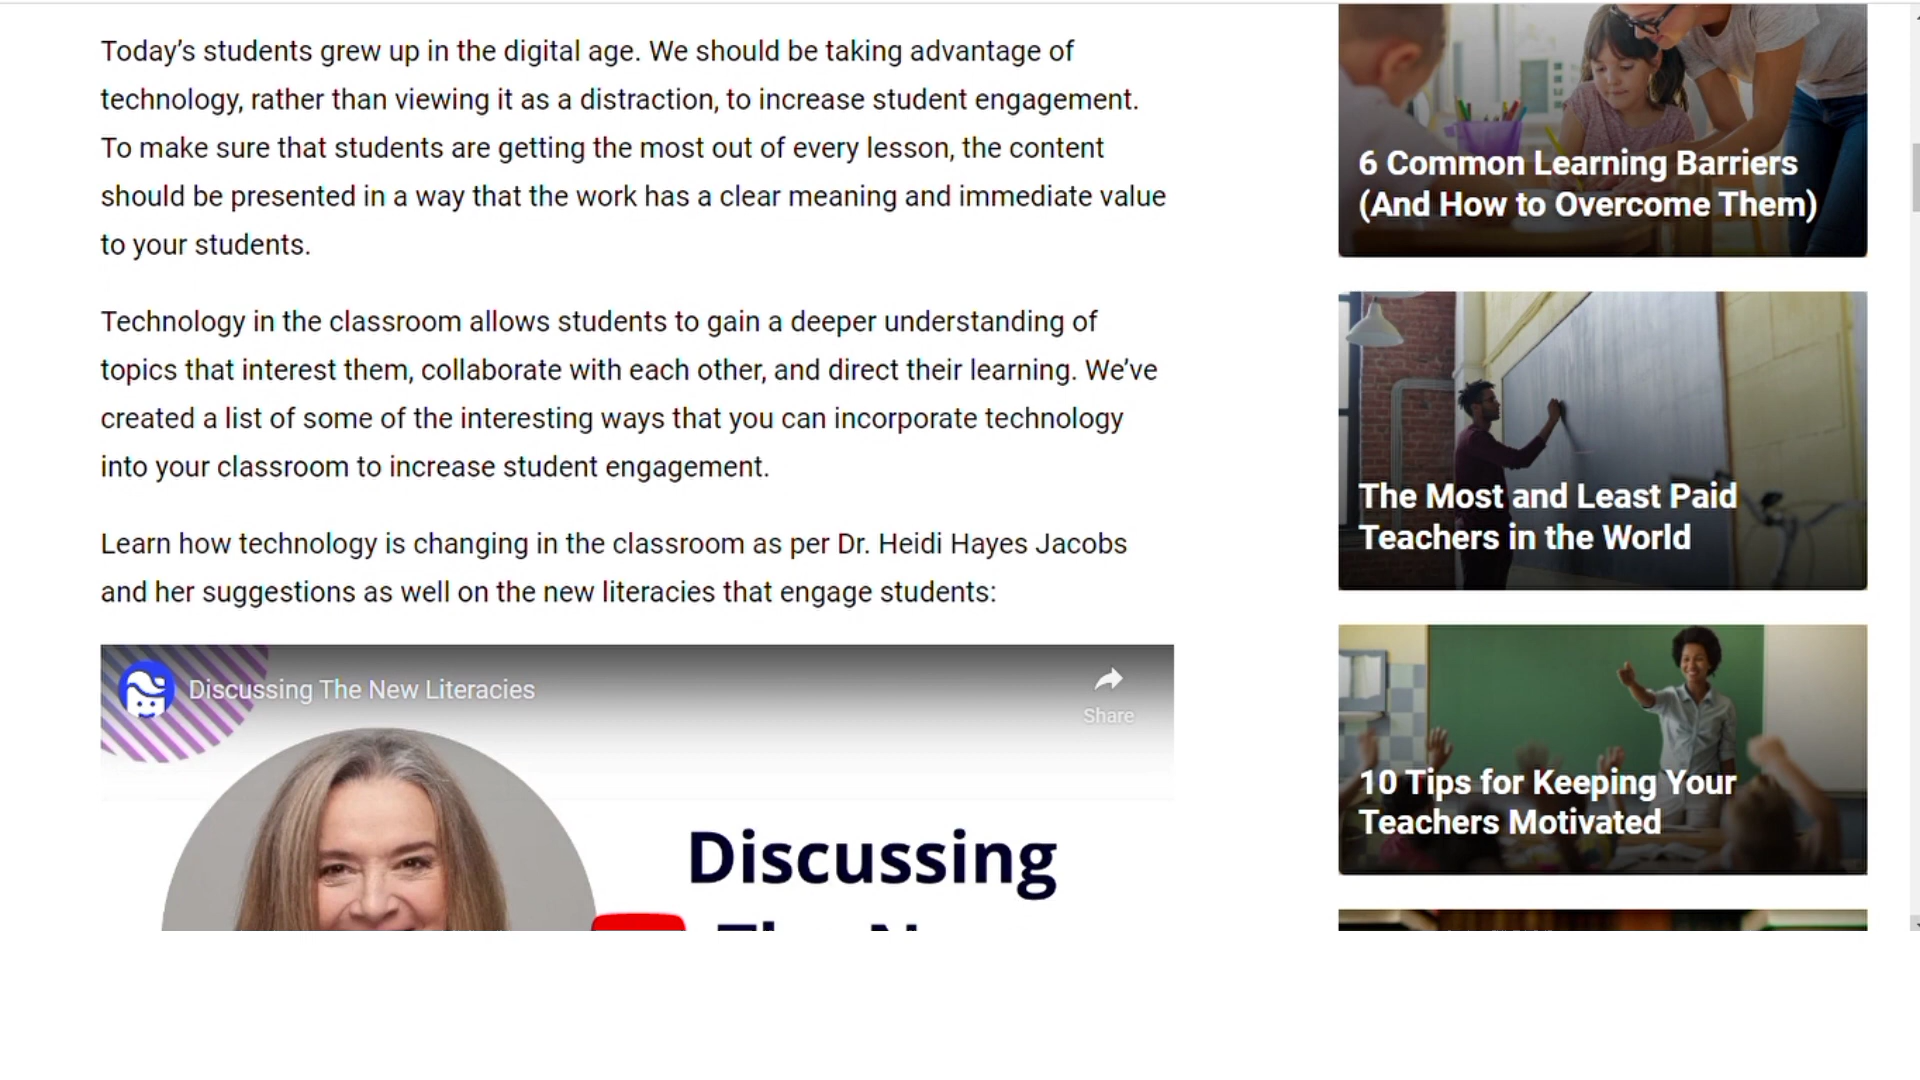 Today’s students grew up in the digital age. We should be taking advantage of
technology, rather than viewing it as a distraction, to increase student engagement.
To make sure that students are getting the most out of every lesson, the content
should be presented in a way that the work has a clear meaning and immediate value
to your students.
Technology in the classroom allows students to gain a deeper understanding of
topics that interest them, collaborate with each other, and direct their learning. We’ve
created a list of some of the interesting ways that you can incorporate technology
into your classroom to increase student engagement.
Learn how technology is changing in the classroom as per Dr. Heidi Hayes Jacobs
and her suggestions as well on the new literacies that engage students:
Discussing The New Literacies
Share
Discussing
6 Common Learning Barriers
(And How to Overcome Them)
The Most and Least Paid
Teachers in the World
10 Tips for Keeping Your
Teachers Motivated